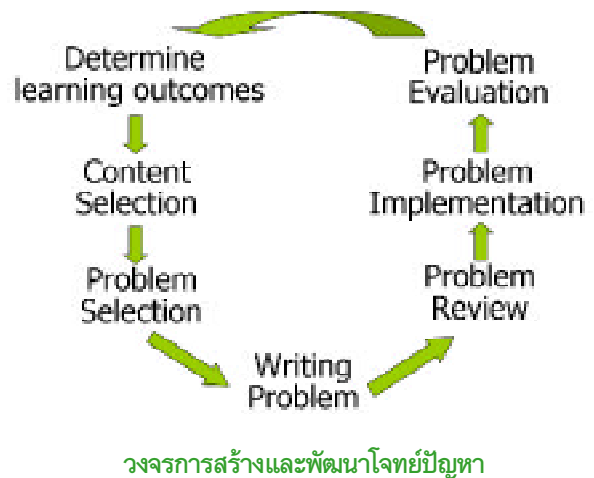 Determine
learning outcomes
Content
Selection
Problem
Selection
Writing
Problem
Problem
Review
Problem
Implementation
Problem
Evaluation
วงจรการสร้างและพัฒนาโจทย์ปัญหา